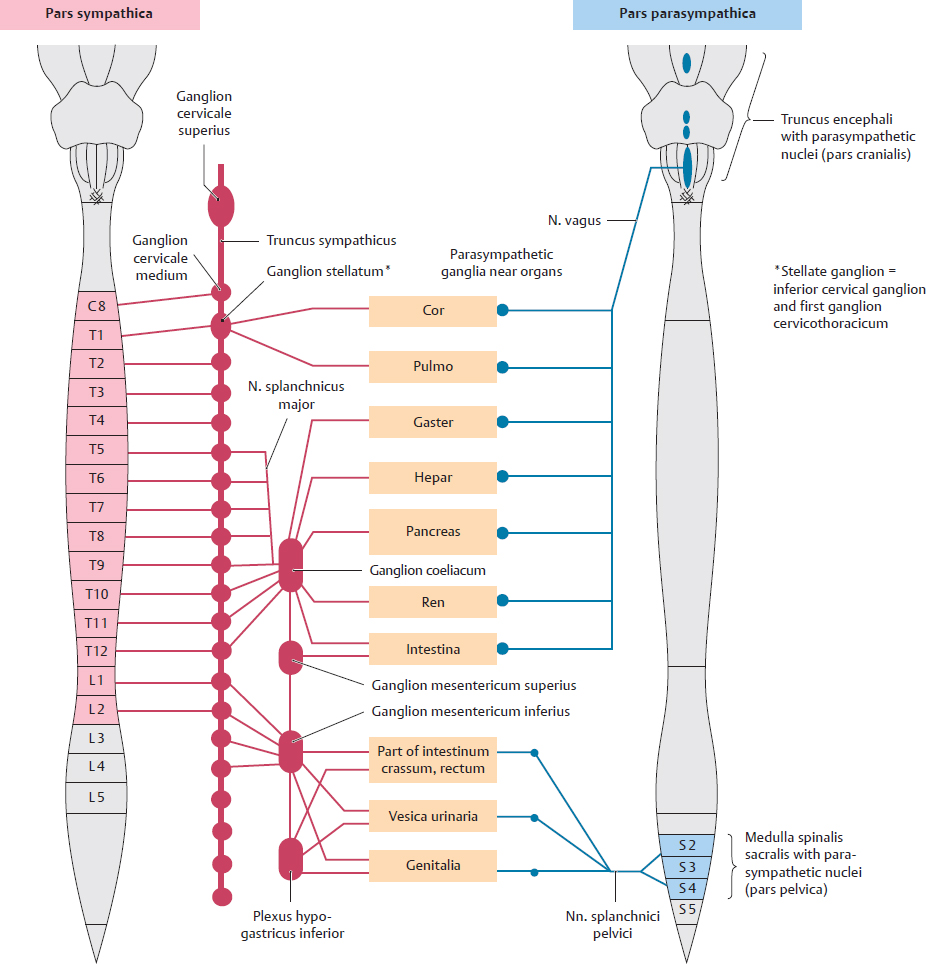 Pars sympathica
Pars parasympathica
Ganglion
cervicale
superius
Truncus encephali
with parasympathetic
nuclei (pars cranialis)
N. vagus
Ganglion
cervicale
medium
Truncus sympathicus
Ganglion stellatum*
Parasympathetic
ganglia near organs
*Stellate ganglion =
inferior cervical ganglion
and first ganglion
cervicothoracicum
C8
T1
T2
T3
T4
T5
T6
T7
T8
T9
T10
T11
T12
L1
L2
L3
L4
L5
N. splanchnicus
major
Cor
Pulmo
Gaster
Hepar
Pancreas
Ganglion coeliacum
Ren
Intestina
Ganglion mesentericum superius
Ganglion mesentericum inferius
Part of intestinum
crassum, rectum
Vesica urinaria
Genitalia
S2
S3
S4
S5
Medulla spinalis
sacralis with para-
sympathetic nuclei
(pars pelvica)
Plexus hypo-
gastricus inferior
Nn. splanchnici
pelvici